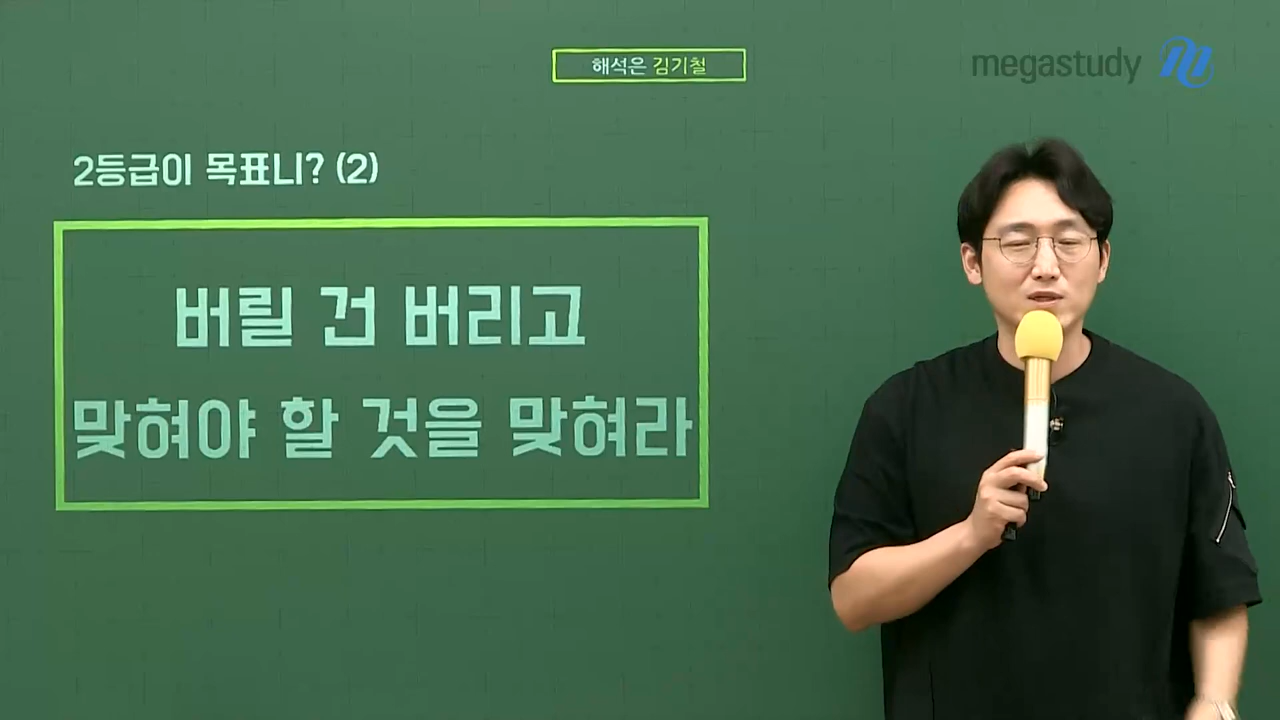 해석은 김기철
megastudy
2등급이 목표니? (2)
버릴 건 버리고
맞혀야 할 것을 맞혀라